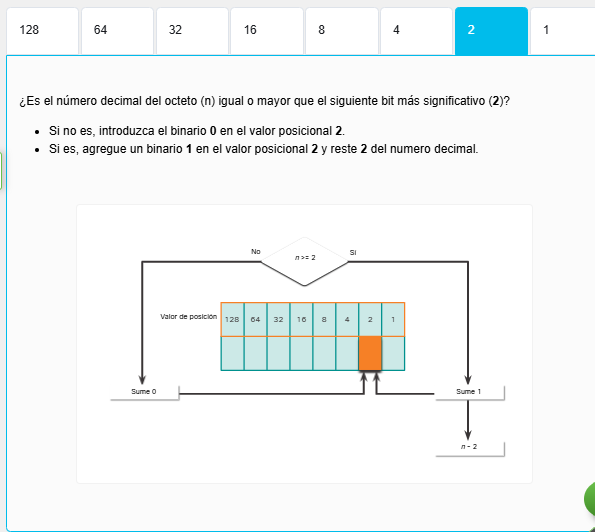 128 64 32 16 8 4 2 1
¿Es el número decimal del octeto (n) igual o mayor que el siguiente bit más significativo (2)?
Si no es, introduzca el binario 0 en el valor posicional 2.
Si es, agregue un binario 1 en el valor posicional 2 y reste 2 del numero decimal.
No n >= 2 Sí
Valor de posición 128 64 32 16 8 4 2 1
Sume 0 Sume 1
n - 2